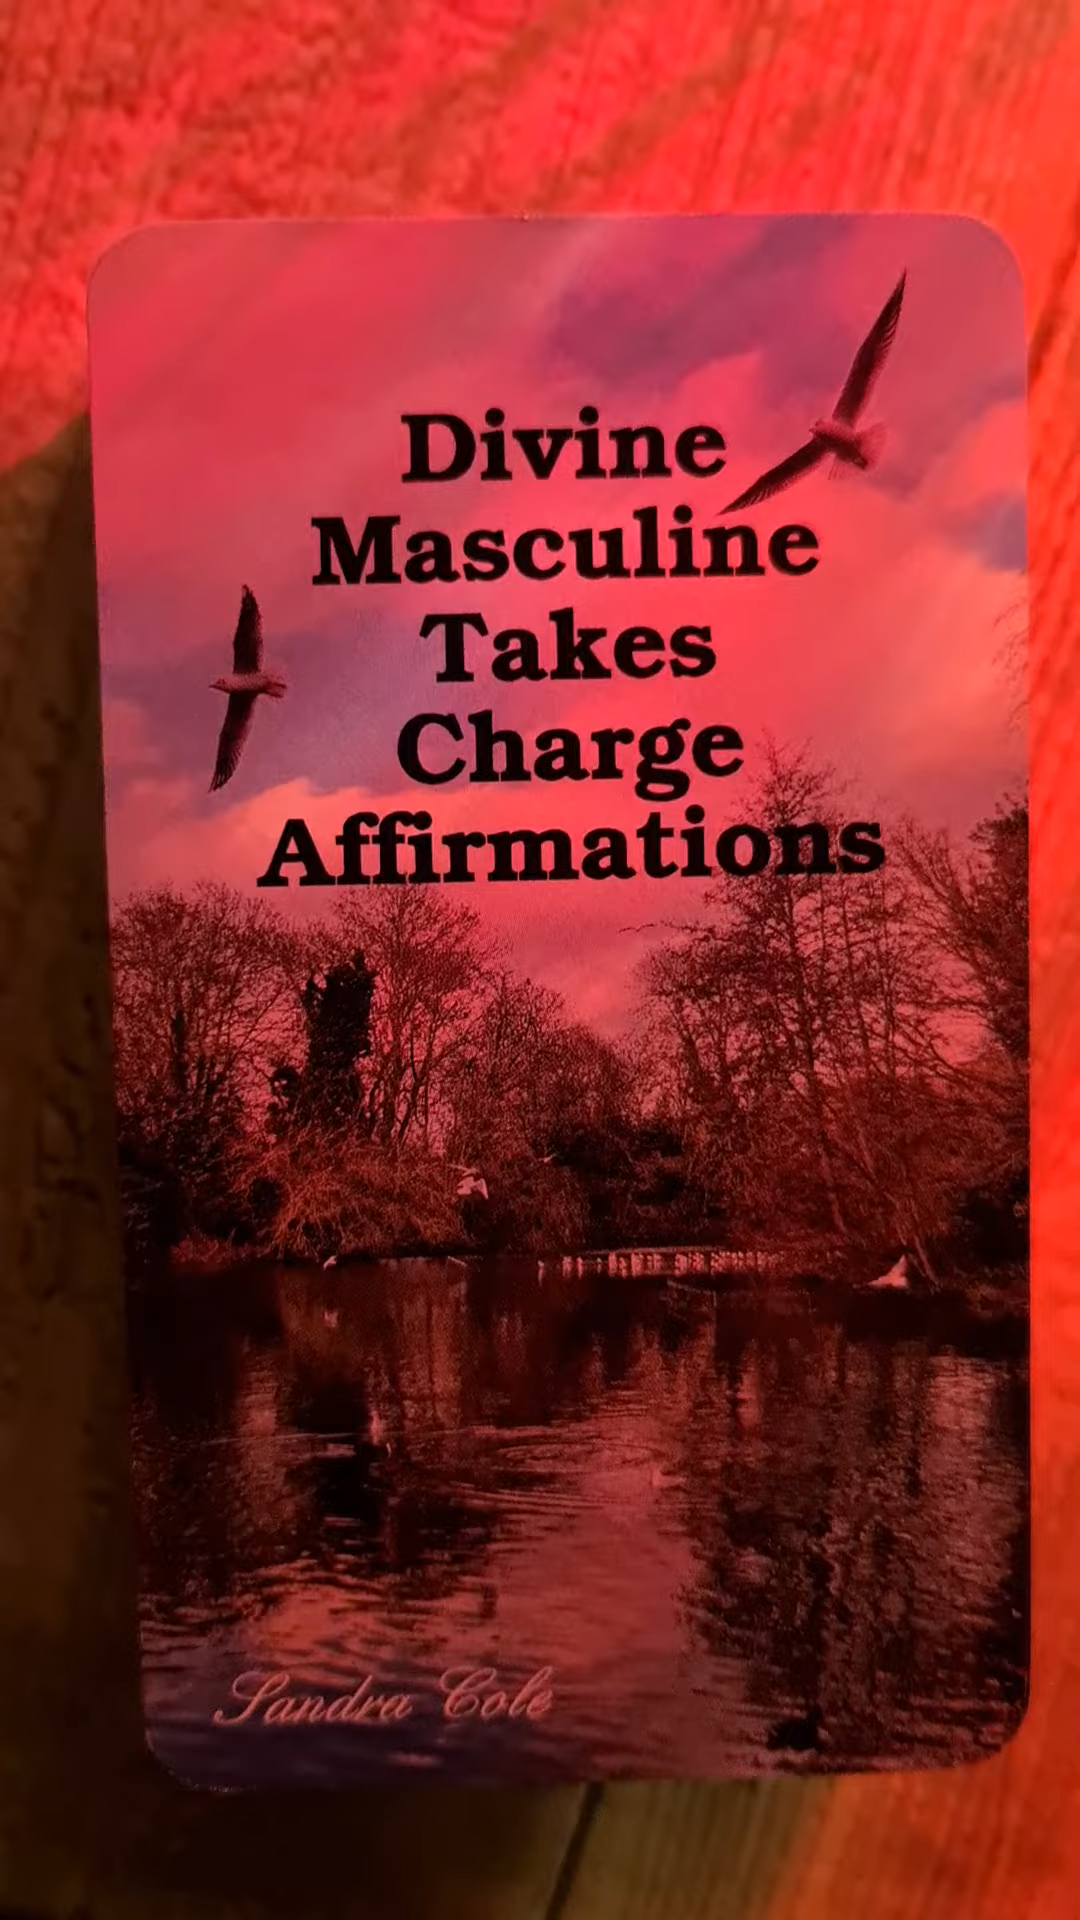 Divine
Masculine
Takes
Charge
Affirmations
Sandra Cole